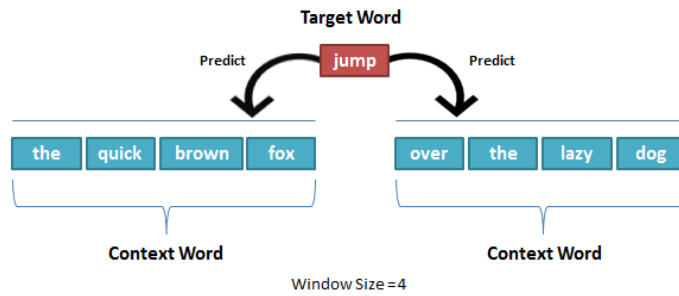 Target Word
Predict jump Predict
the quick brown fox over the lazy dog
Context Word Context Word
Window Size =4